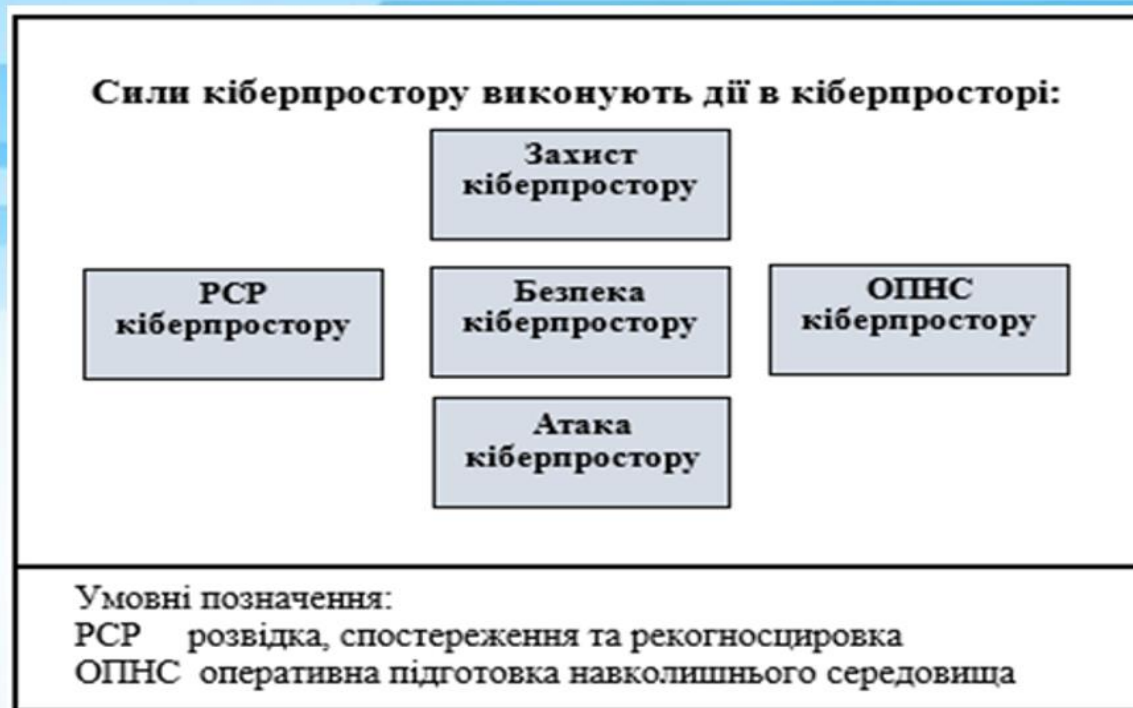 Сили кіберпростору виконують дії в кіберпросторі:
Захист
кіберпростору
РСР
кіберпростору
Безпека
кіберпростору
ОПНС
кіберпростору
Атака
кіберпростору
Умовні позначення:
РСР розвідка, спостереження та рекогносцировка
ОПНС оперативна підготовка навколишнього середовища